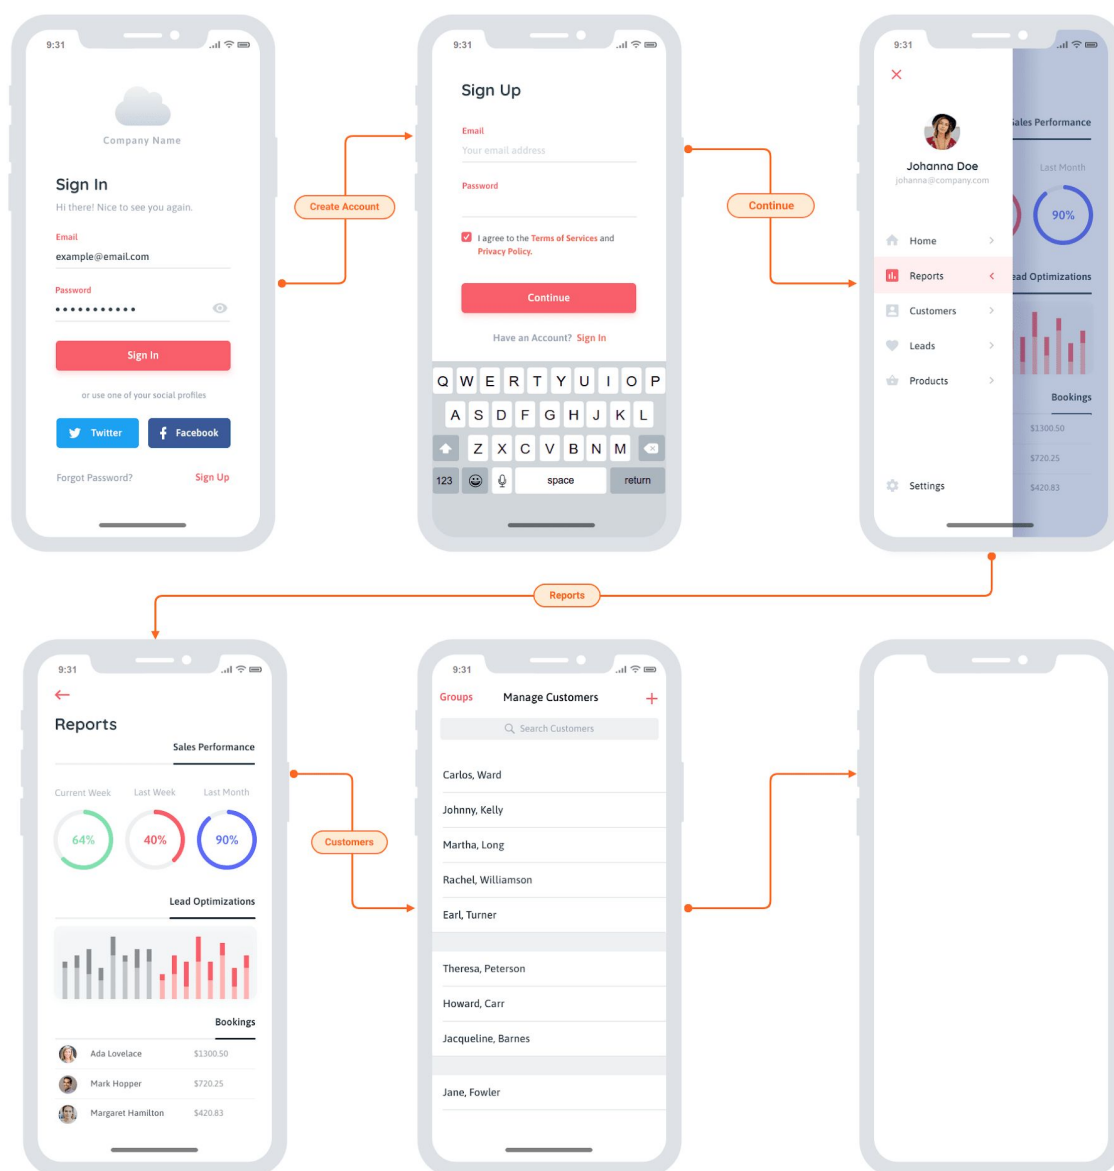 9:31
Company Name
Sign In
Hi there! Nice to see you again.
Email
example@email.com
Password
Sign In
or use one of your social profiles
Twitter
Facebook
Forgot Password?
Sign Up
Create Account
9:31
Sign Up
Email
Your email address
Password
I agree to the Terms of Services and
Privacy Policy.
Continue
Have an Account? Sign In
Q W E R T Y U I O P
A S D F G H J K L
Z X C V B N M
123 space return
Continue
9:31
Johanna Doe
johanna@company.com
Home
Reports
Customers
Leads
Products
Settings
Sales Performance
Last Month
90%
ead Optimizations
Bookings
$1300.50
$720.25
$420.83
Reports
9:31
Reports
Sales Performance
Current Week Last Week Last Month
64% 40% 90%
Lead Optimizations
Bookings
Ada Lovelace $1300.50
Mark Hopper $720.25
Margaret Hamilton $420.83
Customers
9:31
Groups Manage Customers +
Search Customers
Carlos, Ward
Johnny, Kelly
Martha, Long
Rachel, Williamson
Earl, Turner
Theresa, Peterson
Howard, Carr
Jacqueline, Barnes
Jane, Fowler